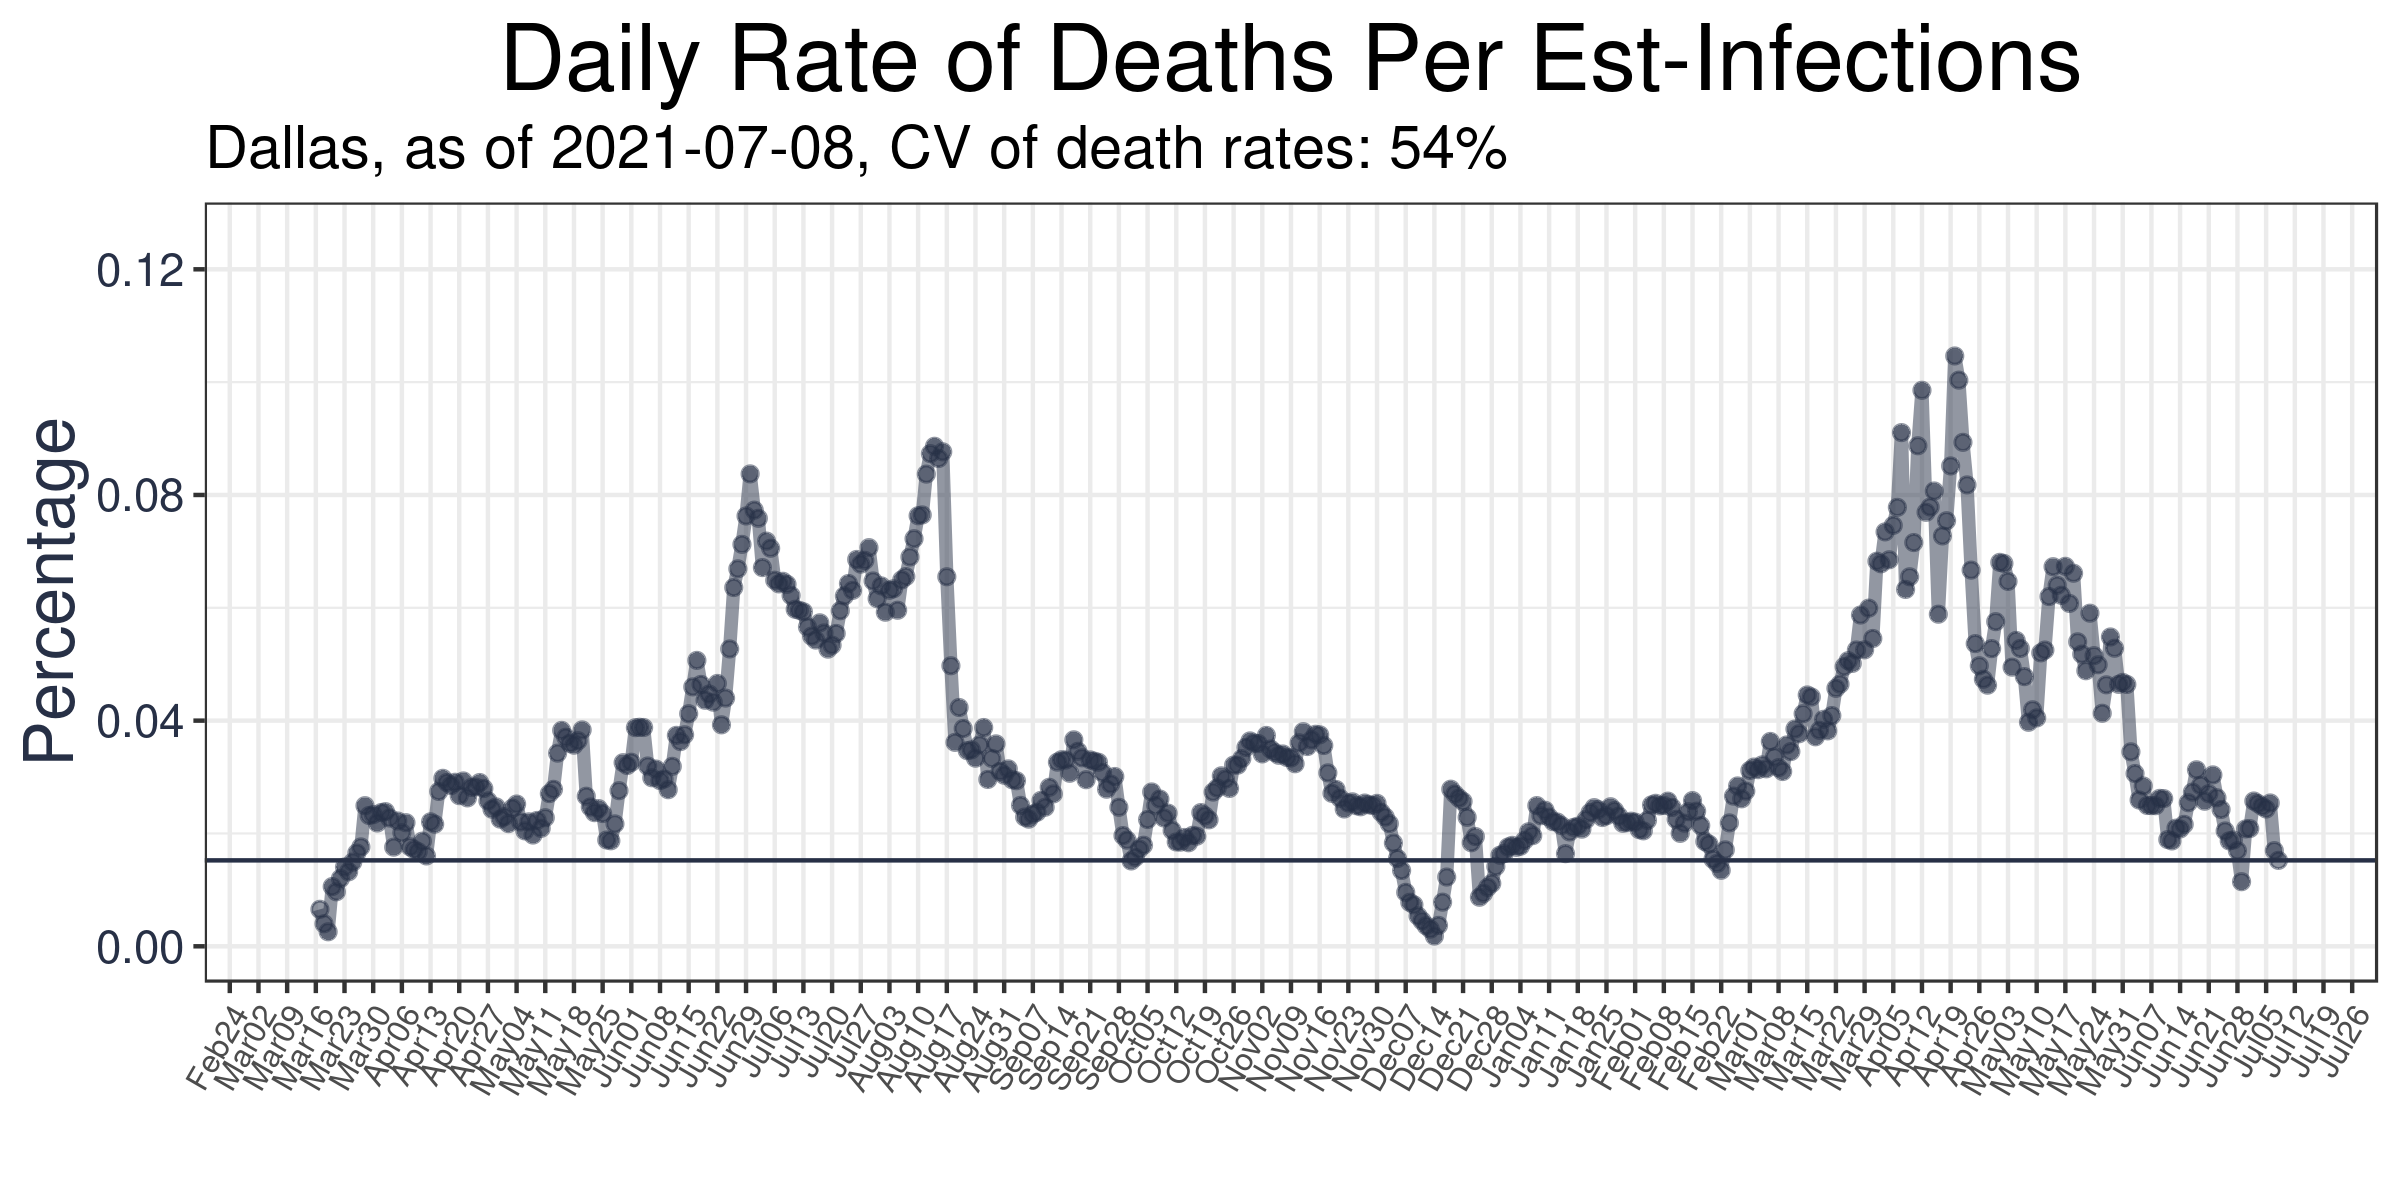 Daily Rate of Deaths Per Est-Infections
Dallas, as of 2021-07-08, CV of death rates: 54%
Percentage
0.12
0.08
0.04
0.00
Feb24
Mar02
Mar09
Mar16
Mar23
Mar30
Apr06
Apr13
Apr20
Apr27
May04
May11
May18
May25
Jun01
Jun08
Jun15
Jun22
Jun29
Jul06
Jul13
Jul20
Jul27
Aug03
Aug10
Aug17
Aug24
Aug31
Sep07
Sep14
Sep21
Sep28
Oct05
Oct12
Oct19
Oct26
Nov02
Nov09
Nov16
Nov23
Nov30
Dec07
Dec14
Dec21
Dec28
Jan04
Jan11
Jan18
Jan25
Feb01
Feb08
Feb15
Feb22
Mar01
Mar08
Mar15
Mar22
Mar29
Apr05
Apr12
Apr19
Apr26
May03
May10
May17
May24
May31
Jun07
Jun14
Jun21
Jun28
Jul05
Jul12
Jul19
Jul26